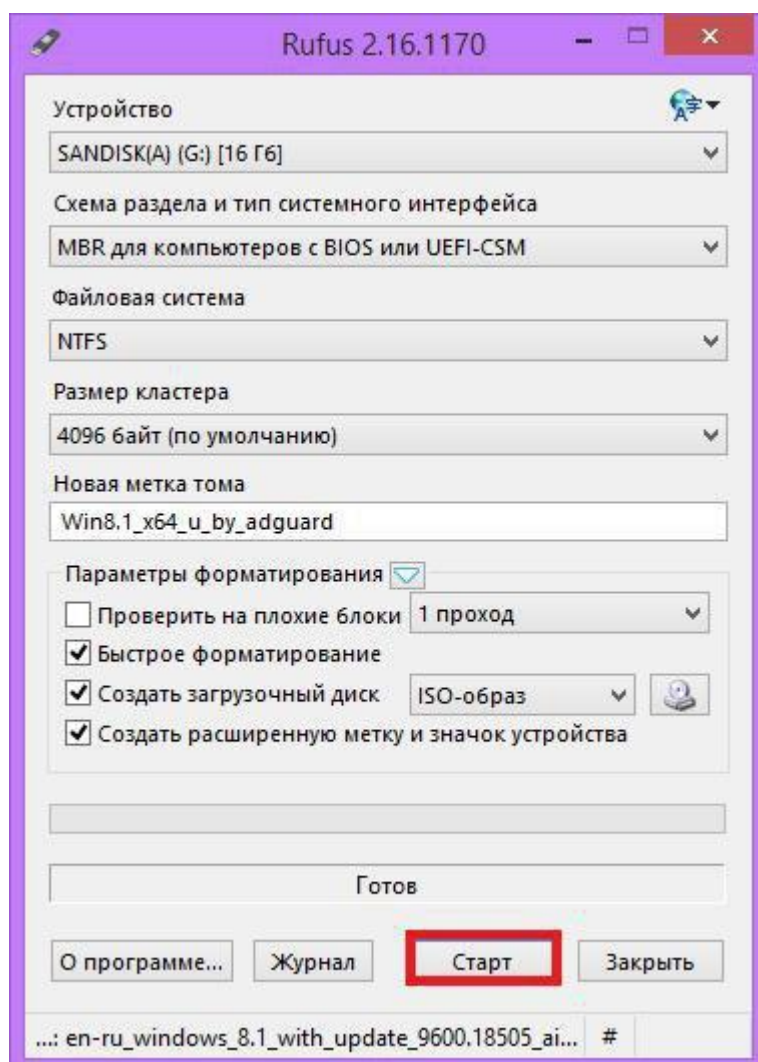 Rufus 2.16.1170
Устройство
SANDISK(A) (G:) [16 Гб]
Схема раздела и тип системного интерфейса
MBR для компьютеров с BIOS или UEFI-CSM
Файловая система
NTFS
Размер кластера
4096 байт (по умолчанию)
Новая метка тома
Win8.1_x64_u_by_adguard
Параметры форматирования
Проверить на плохие блоки 1 проход
Быстрое форматирование
Создать загрузочный диск ISO-образ
Создать расширенную метку и значок устройства
Готов
О программе... Журнал Старт Закрыть
...: en-ru_windows_8.1_with_update_9600.18505_ai... #